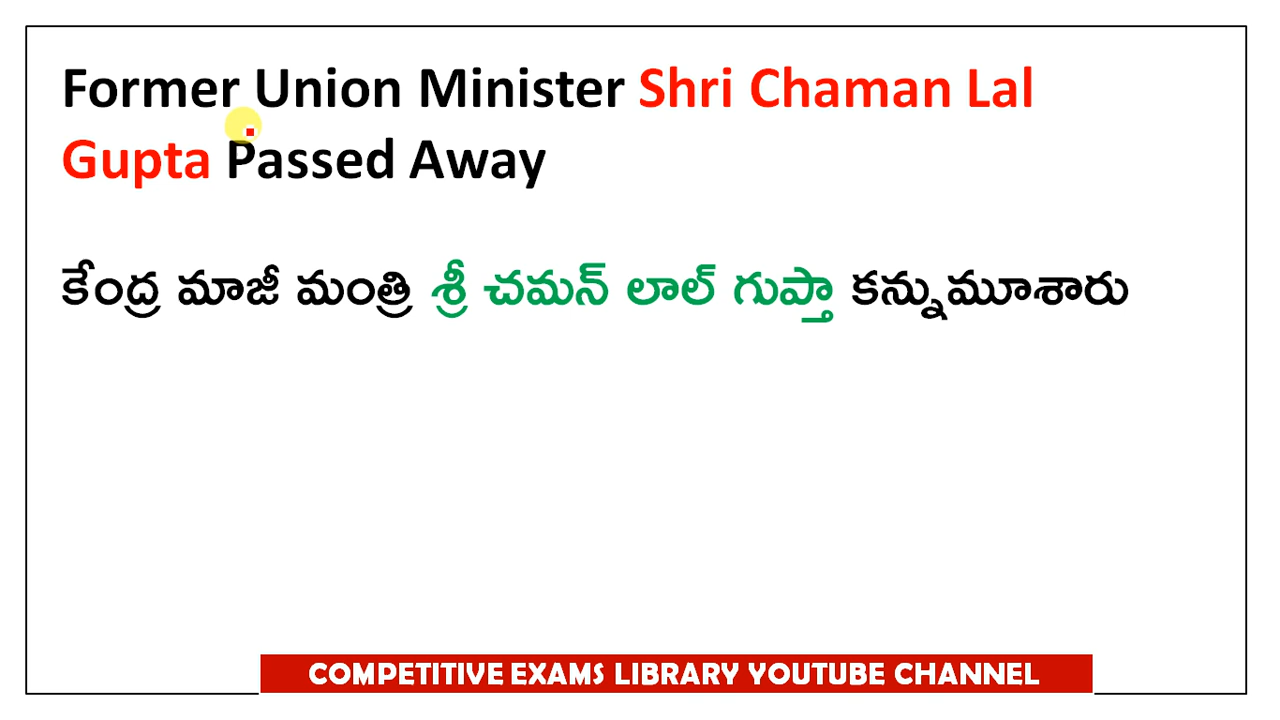 Former Union Minister Shri Chaman Lal
Gupta Passed Away
కేంద్ర మాజీ మంత్రి శ్రీ చమన్ లాల్ గుప్తా కన్నుమూశారు
COMPETITIVE EXAMS LIBRARY YOUTUBE CHANNEL